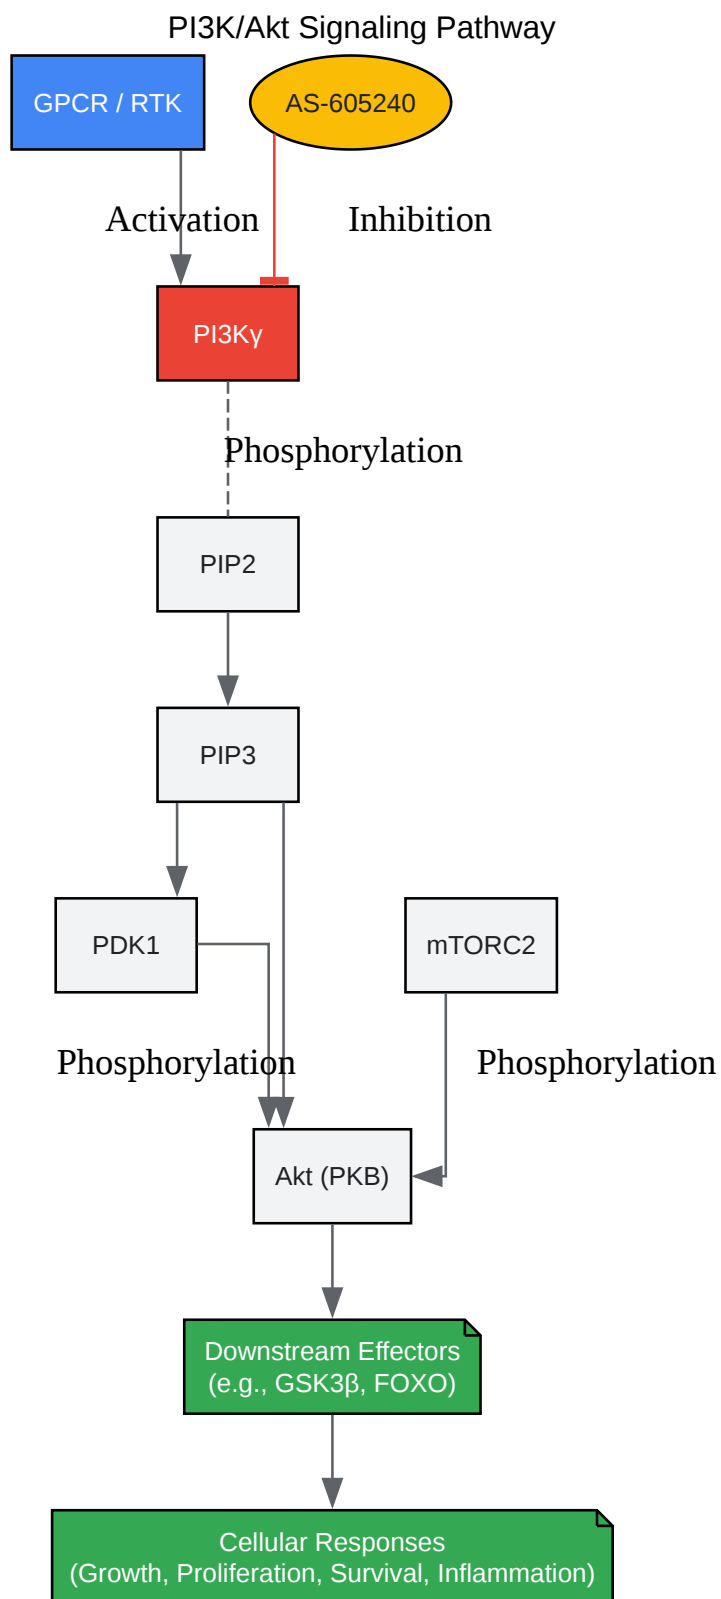 PI3K/Akt Signaling Pathway
GPCR / RTK
AS-605240
Activation
Inhibition
PI3Kγ
Phosphorylation
PIP2
PIP3
PDK1
mTORC2
Phosphorylation
Phosphorylation
Akt (PKB)
Downstream Effectors
(e.g., GSK3β, FOXO)
Cellular Responses
(Growth, Proliferation, Survival, Inflammation)